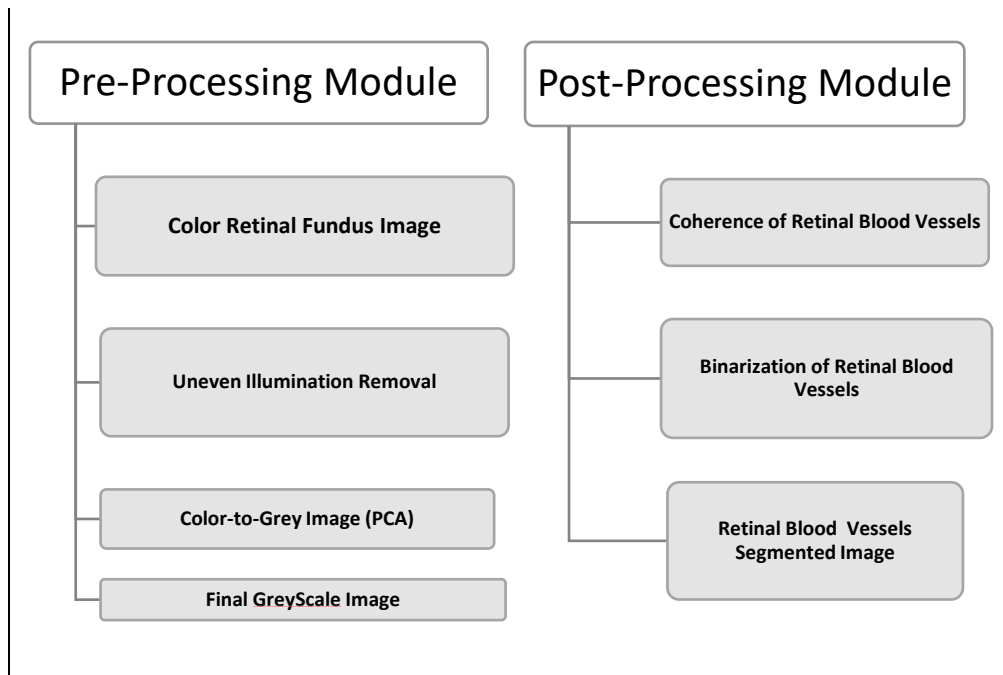 Pre-Processing Module
Color Retinal Fundus Image
Uneven Illumination Removal
Color-to-Grey Image (PCA)
Final GreyScale Image
Post-Processing Module
Coherence of Retinal Blood Vessels
Binarization of Retinal Blood
Vessels
Retinal Blood Vessels
Segmented Image